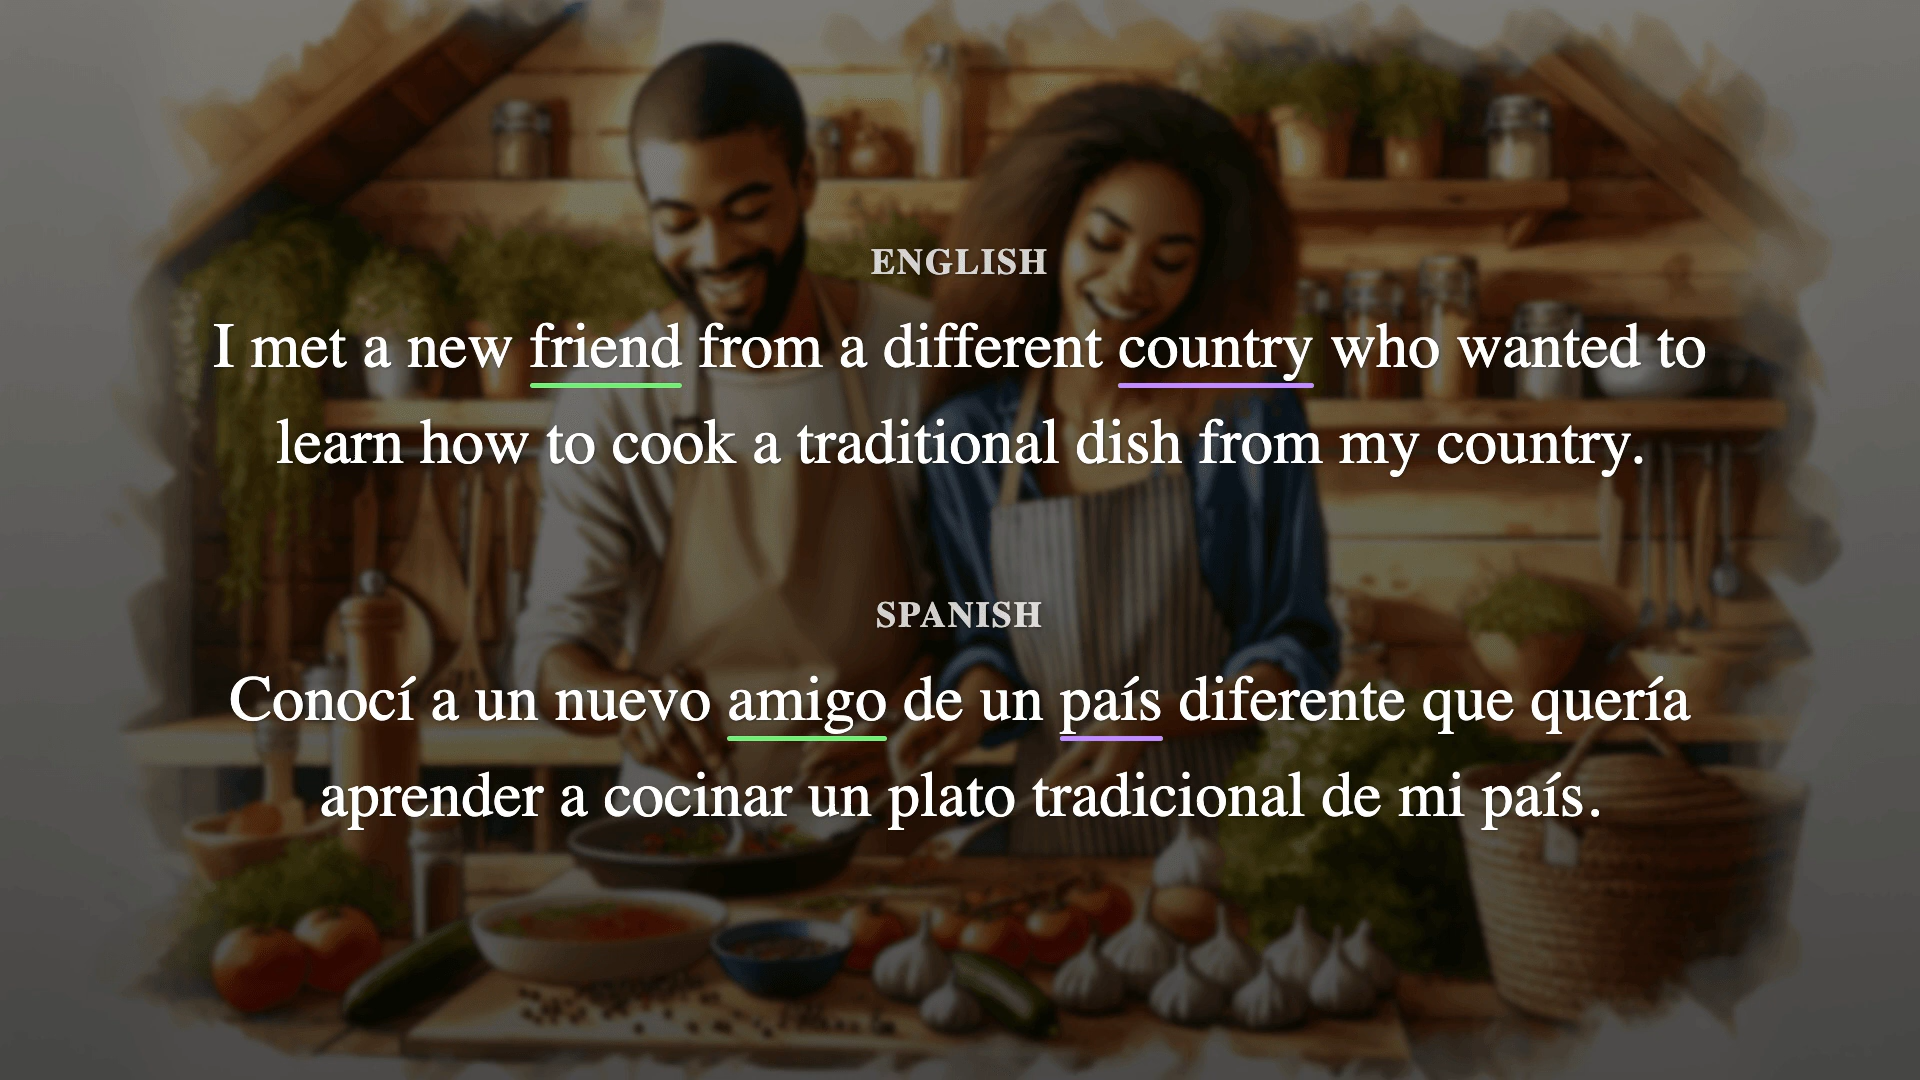 ENGLISH
I met a new friend from a different country who wanted to
learn how to cook a traditional dish from my country.
SPANISH
Conocí a un nuevo amigo de un país diferente que quería
aprender a cocinar un plato tradicional de mi país.